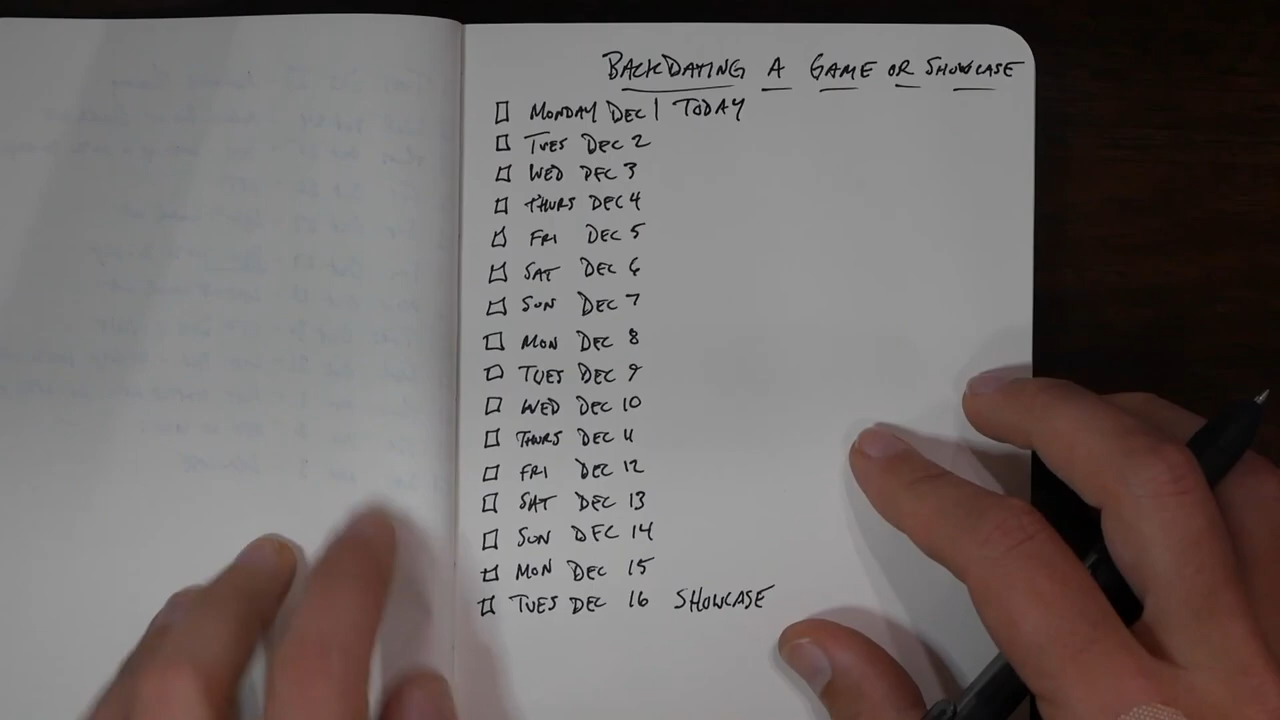 BACKDATING A GAME OR SHOWCASE
MONDAY DEC 1 TODAY
TUES DEC 2
WED DEC 3
THURS DEC 4
FRI DEC 5
SAT DEC 6
SUN DEC 7
MON DEC 8
TUES DEC 9
WED DEC 10
THURS DEC 11
FRI DEC 12
SAT DEC 13
SUN DEC 14
MON DEC 15
TUES DEC 16 SHOWCASE